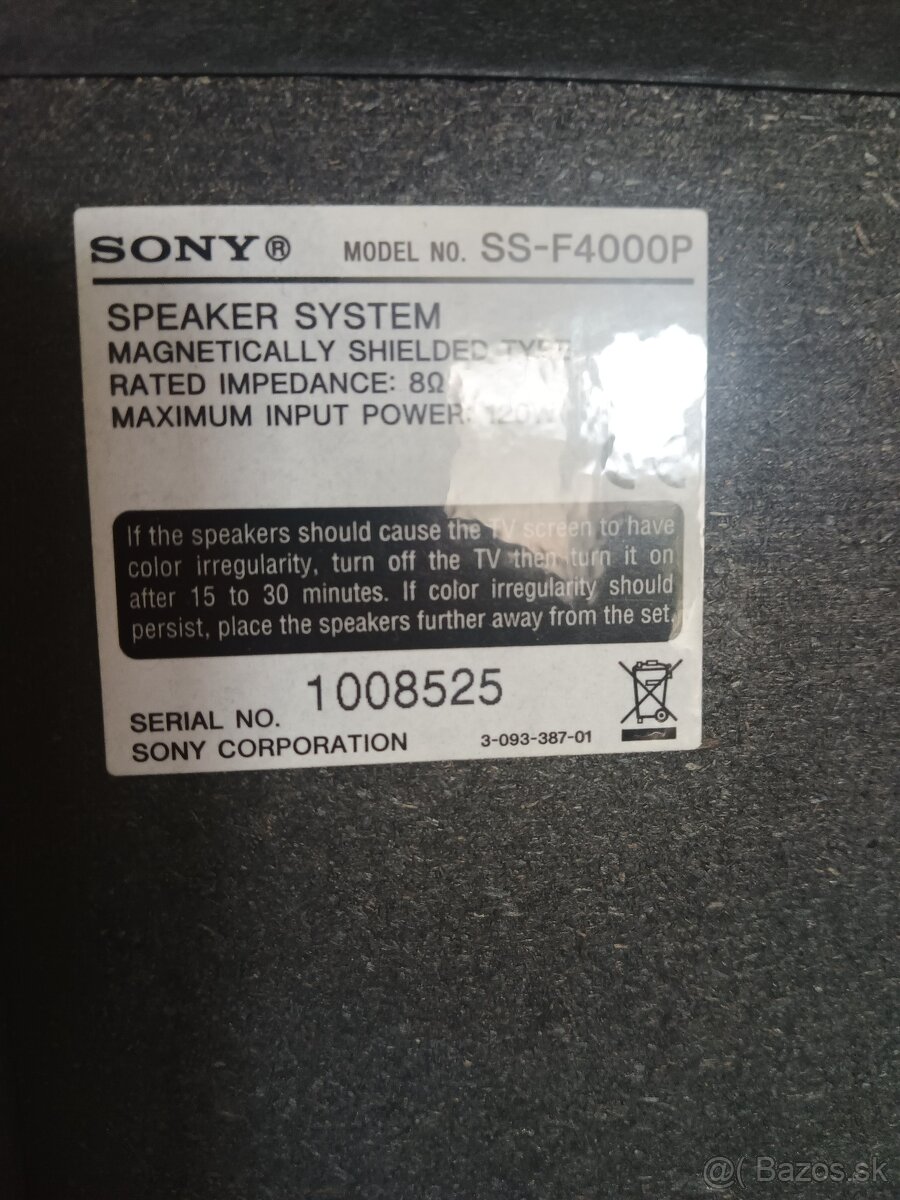 SONY® MODEL NO. SS-F4000P
SPEAKER SYSTEM
MAGNETICALLY SHIELDED TYPE
RATED IMPEDANCE: 8Ω
MAXIMUM INPUT POWER: 120W
If the speakers should cause the TV screen to have
color irregularity, turn off the TV then turn it on
after 15 to 30 minutes. If color irregularity should
persist, place the speakers further away from the set.
SERIAL NO. 1008525
SONY CORPORATION 3-093-387-01
@( Bazos.sk